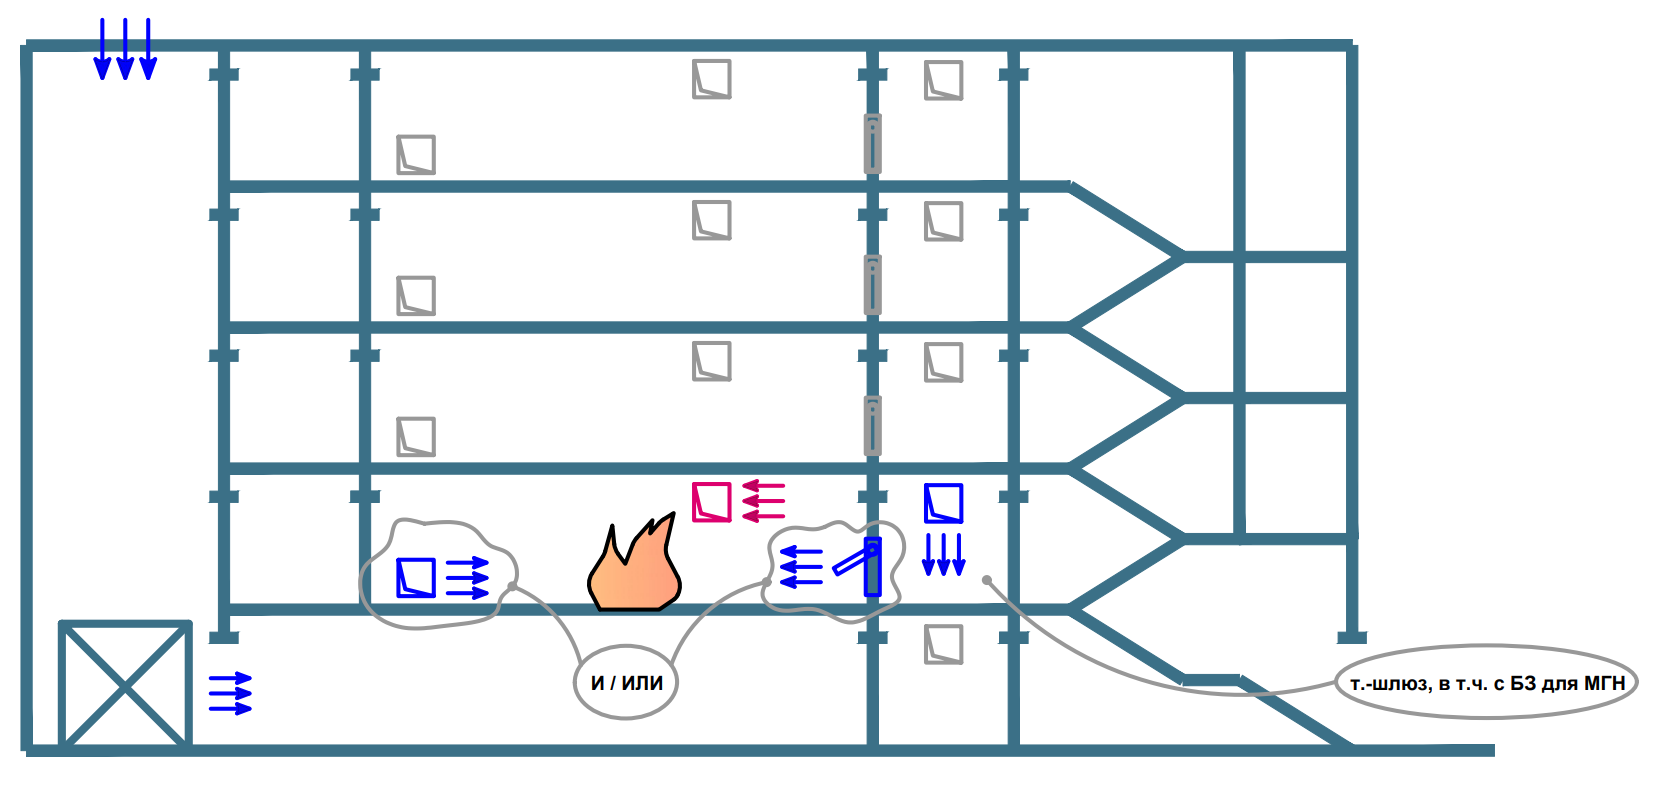 И / ИЛИ
т.-шлюз, в т.ч. с БЗ для МГН